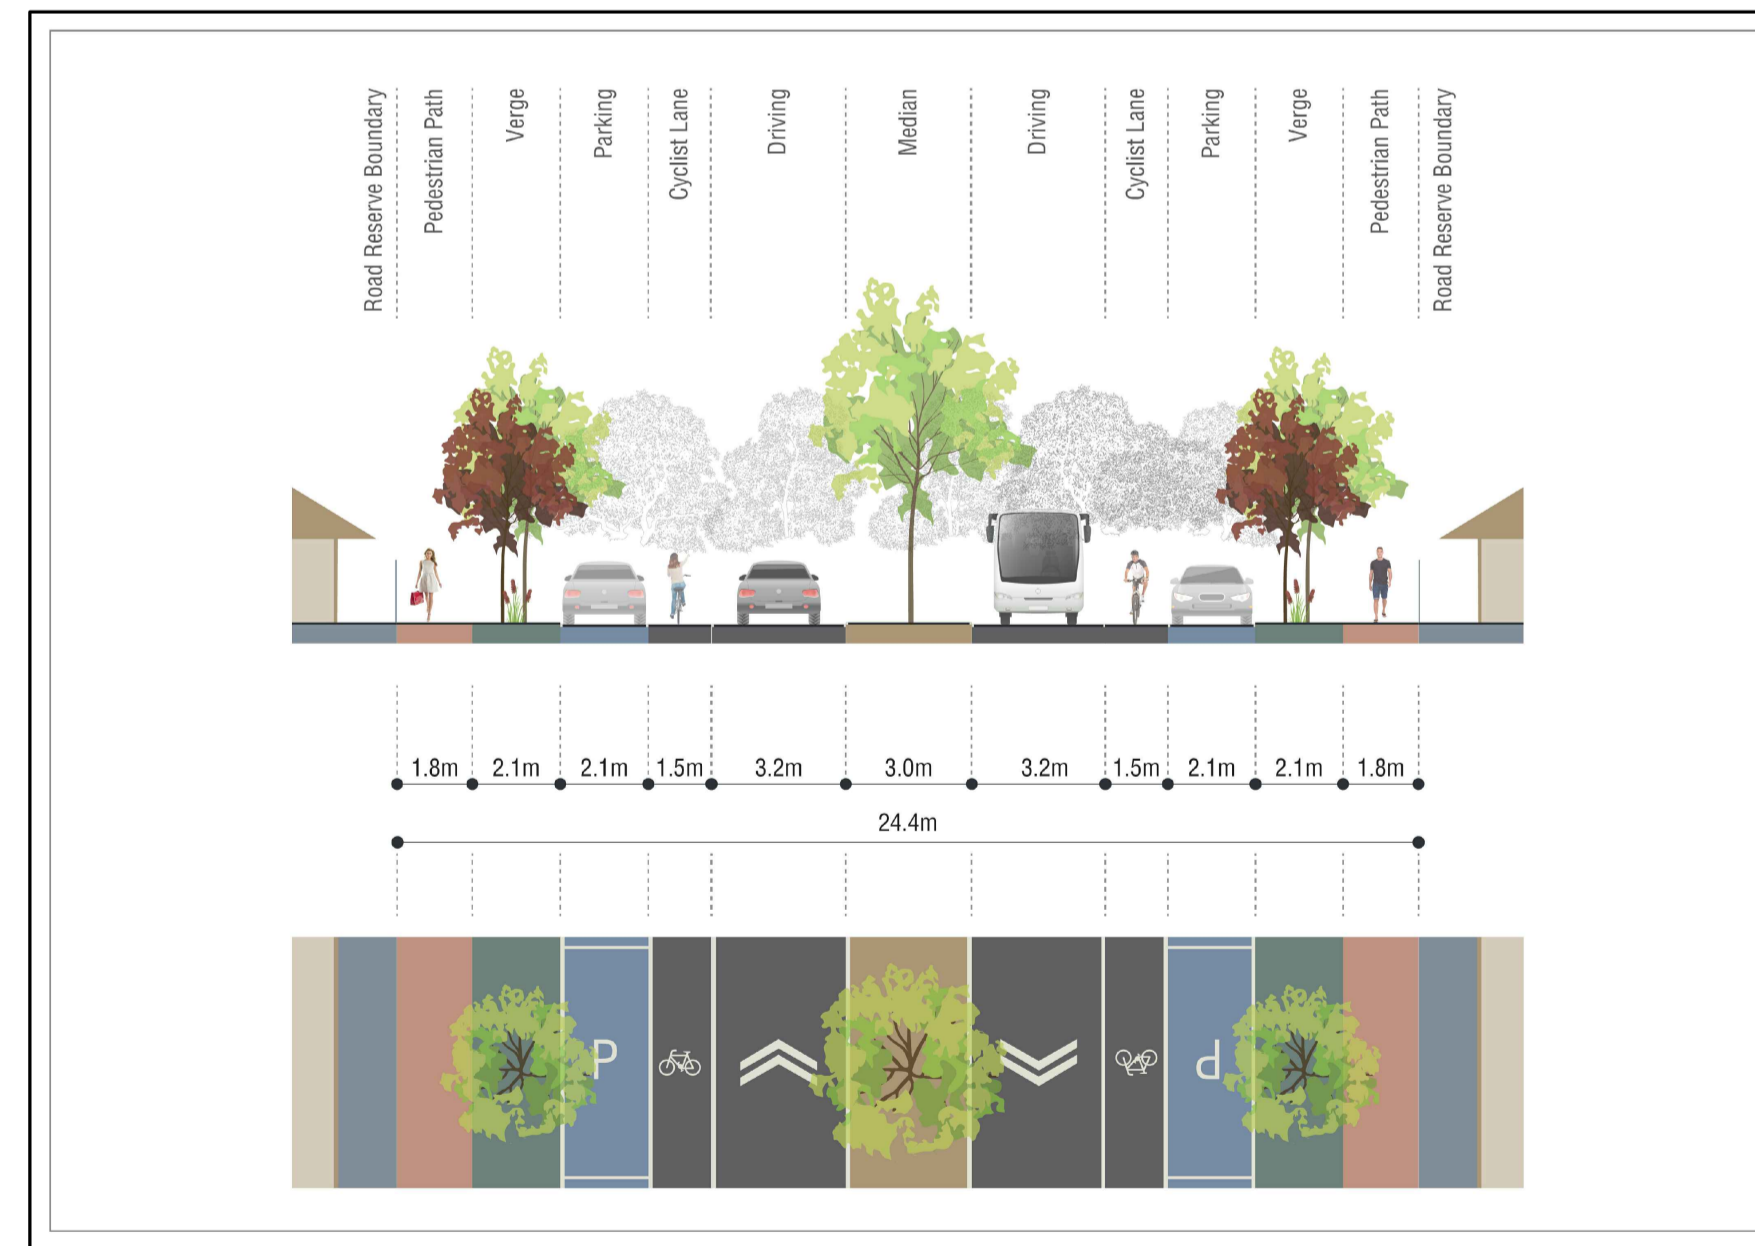 Road Reserve Boundary
Pedestrian Path
Verge
Parking
Cyclist Lane
Driving
Median
Driving
Cyclist Lane
Parking
Verge
Pedestrian Path
Road Reserve Boundary
1.8m 2.1m 2.1m 1.5m 3.2m 3.0m 3.2m 1.5m 2.1m 2.1m 1.8m
24.4m
P
P